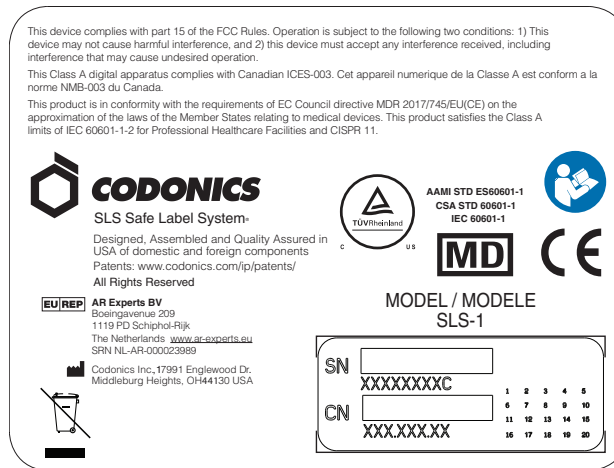 This device complies with part 15 of the FCC Rules. Operation is subject to the following two conditions: 1) This
device may not cause harmful interference, and 2) this device must accept any interference received, including
interference that may cause undesired operation.
This Class A digital apparatus complies with Canadian ICES-003. Cet appareil numerique de la Classe A est conform a la
norme NMB-003 du Canada.
This product is in conformity with the requirements of EC Council directive MDR 2017/745/EU(CE) on the
approximation of the laws of the Member States relating to medical devices. This product satisfies the Class A
limits of IEC 60601-1-2 for Professional Healthcare Facilities and CISPR 11.
CODONICS
SLS Safe Label System®
Designed, Assembled and Quality Assured in
USA of domestic and foreign components
Patents: www.codonics.com/ip/patents/
All Rights Reserved
TÜVRheinland
C US
AAMI STD ES60601-1
CSA STD 60601-1
IEC 60601-1
MD
CE
EU REP
AR Experts BV
Boeingavenue 209
1119 PD Schiphol-Rijk
The Netherlands www.ar-experts.eu
SRN NL-AR-000023989
Codonics Inc.,17991 Englewood Dr.
Middleburg Heights, OH44130 USA
MODEL / MODELE
SLS-1
SN
XXXXXXXXC
CN
XXX.XXX.XX
1 2 3 4 5
6 7 8 9 10
11 12 13 14 15
16 17 18 19 20